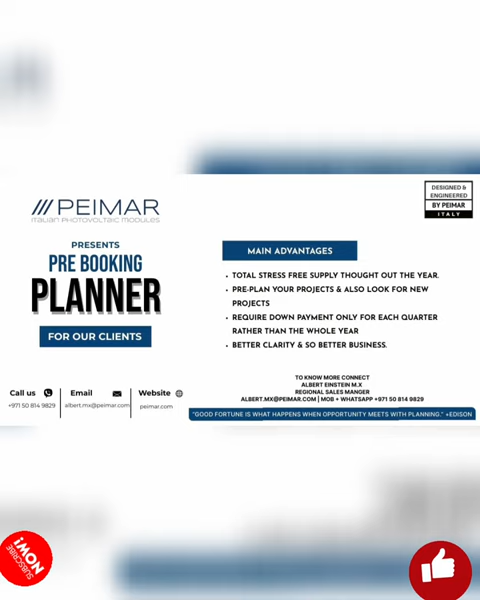 PEIMAR
ITALIAN PHOTOVOLTAIC MODULES
DESIGNED &
ENGINEERED
BY PEIMAR
ITALY
PRESENTS
PRE BOOKING
PLANNER
FOR OUR CLIENTS
MAIN ADVANTAGES
• TOTAL STRESS FREE SUPPLY THOUGHT OUT THE YEAR.
• PRE-PLAN YOUR PROJECTS & ALSO LOOK FOR NEW
PROJECTS
• REQUIRE DOWN PAYMENT ONLY FOR EACH QUARTER
RATHER THAN THE WHOLE YEAR
• BETTER CLARITY & SO BETTER BUSINESS.
Call us
+971 50 814 9829
Email
albert.mx@peimar.com
Website
peimar.com
TO KNOW MORE CONNECT
ALBERT EINSTEIN M.X
REGIONAL SALES MANGER
ALBERT.MX@PEIMAR.COM | MOB + WHATSAPP +971 50 814 9829
"GOOD FORTUNE IS WHAT HAPPENS WHEN OPPORTUNITY MEETS WITH PLANNING." +EDISON
SUBSCRIBE
NOW!